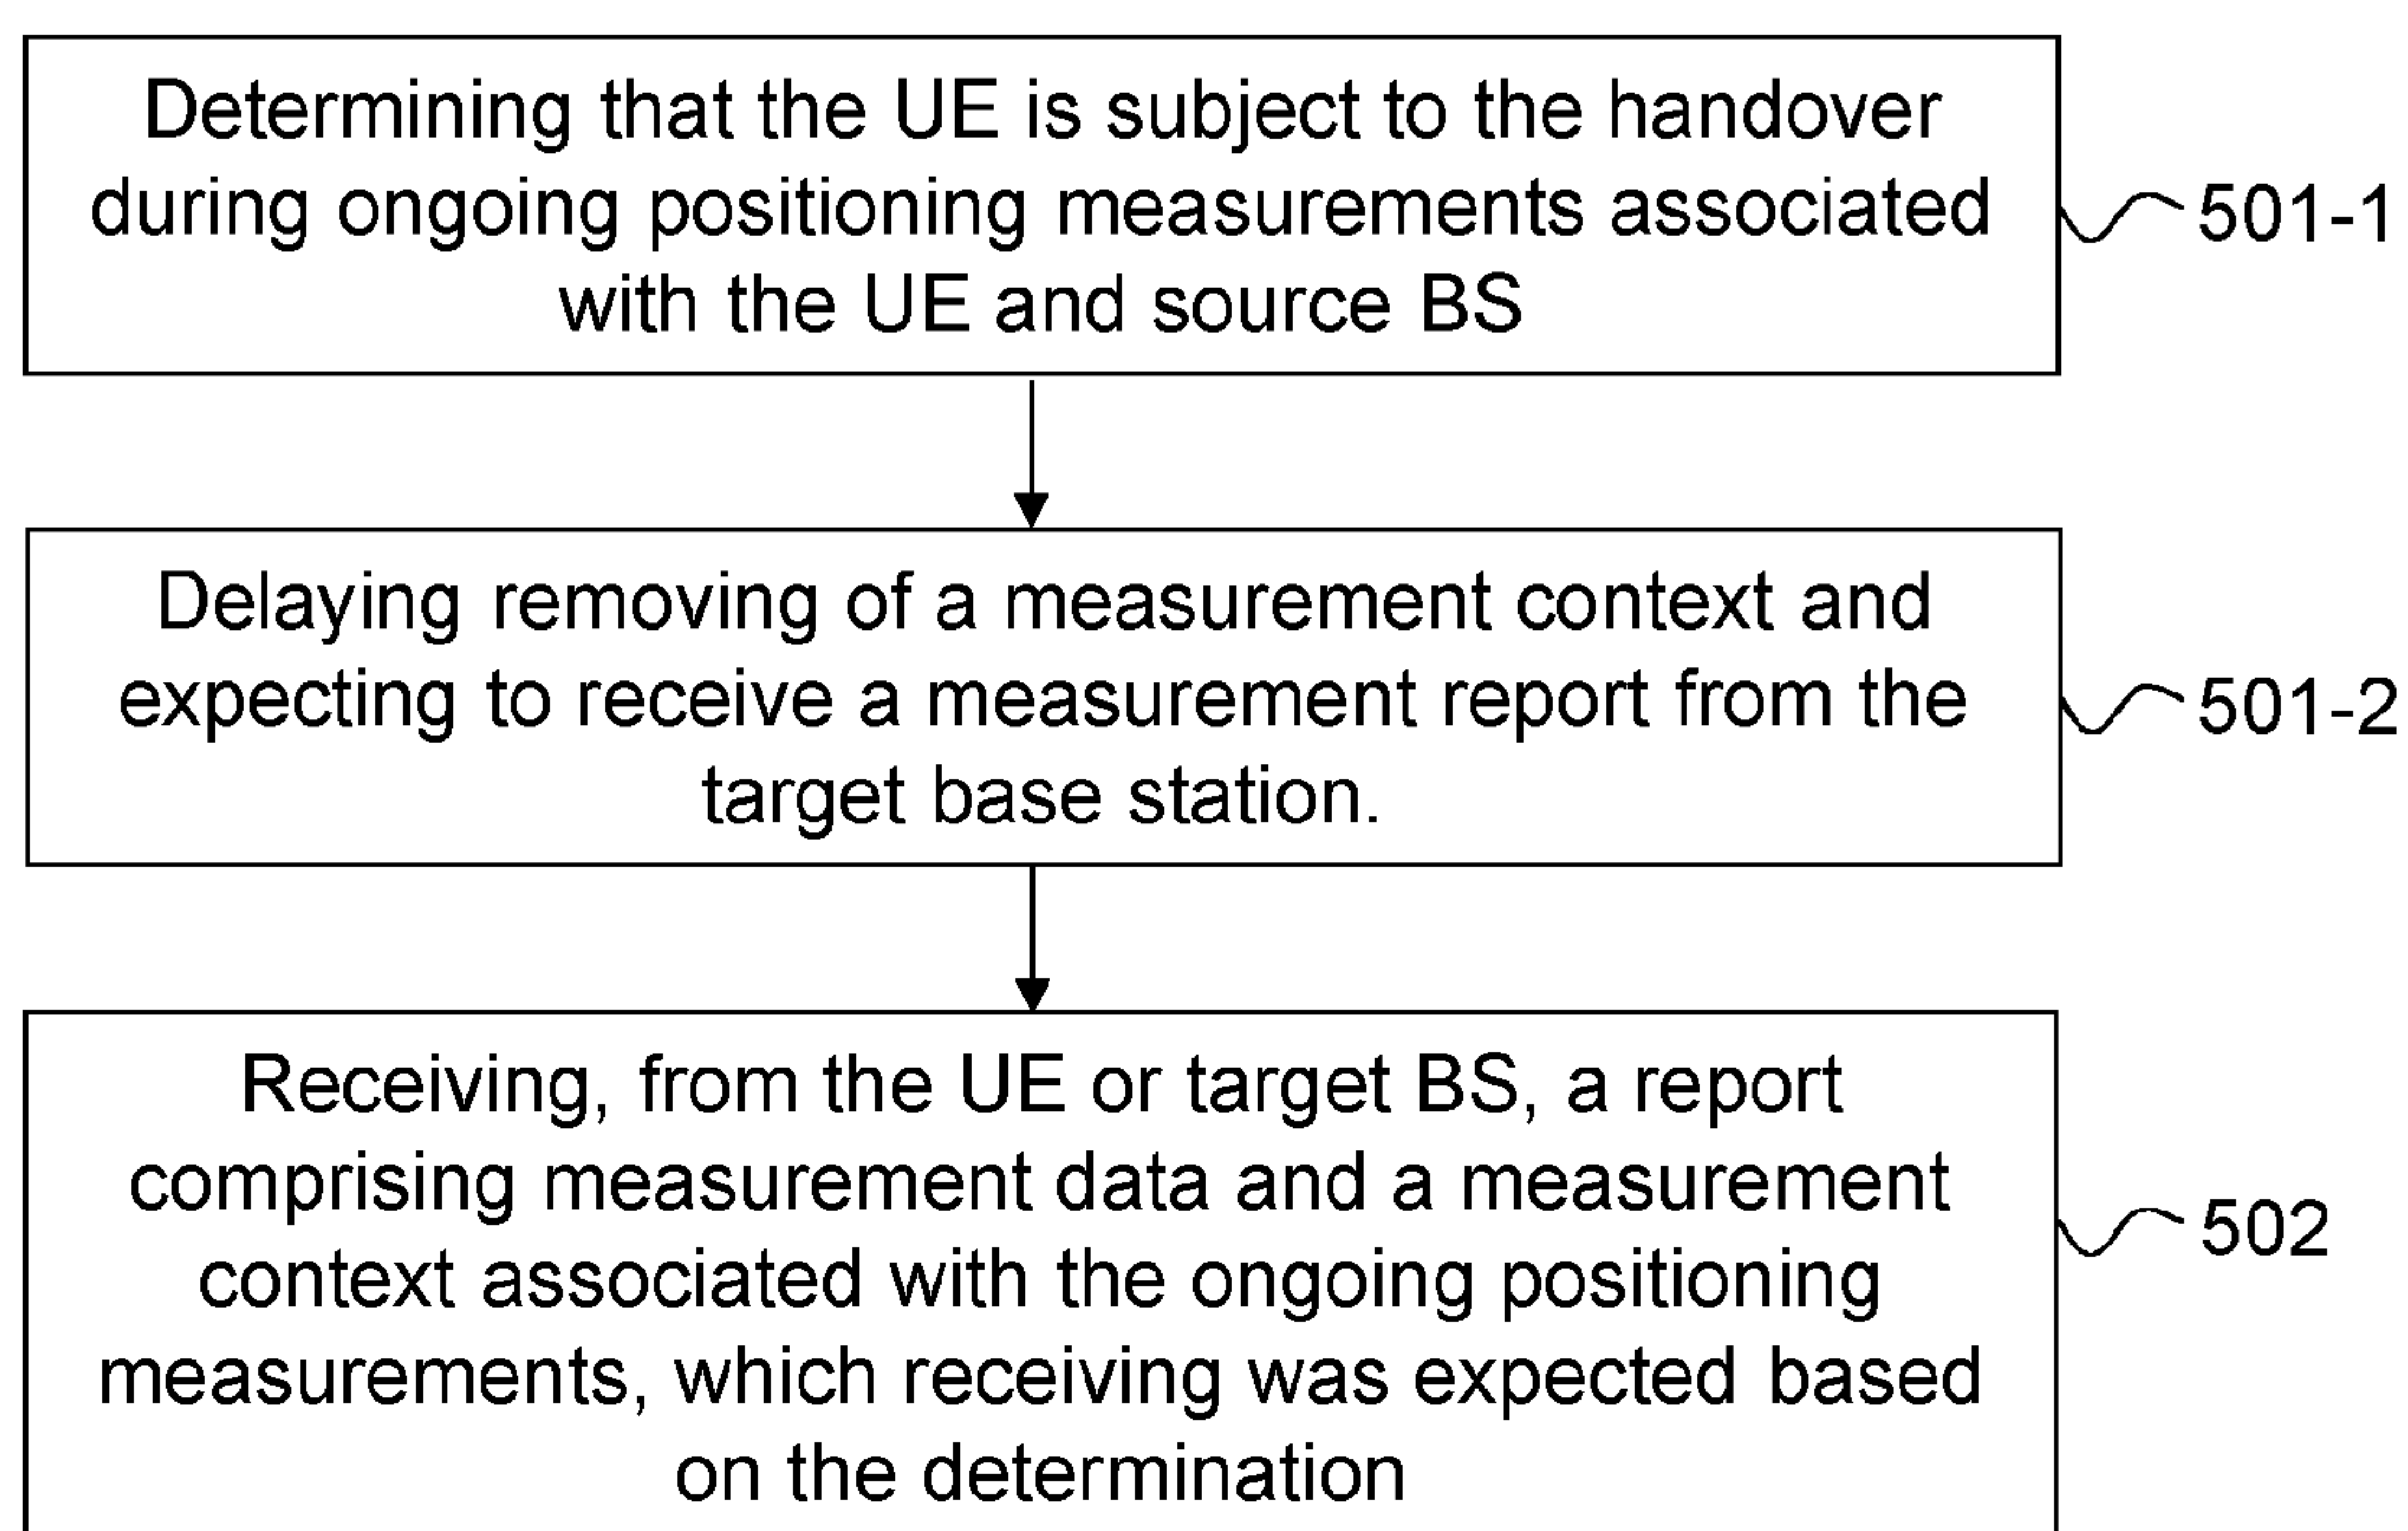 Determining that the UE is subject to the handover
during ongoing positioning measurements associated
with the UE and source BS
501-1
Delaying removing of a measurement context and
expecting to receive a measurement report from the
target base station.
501-2
Receiving, from the UE or target BS, a report
comprising measurement data and a measurement
context associated with the ongoing positioning
measurements, which receiving was expected based
on the determination
502